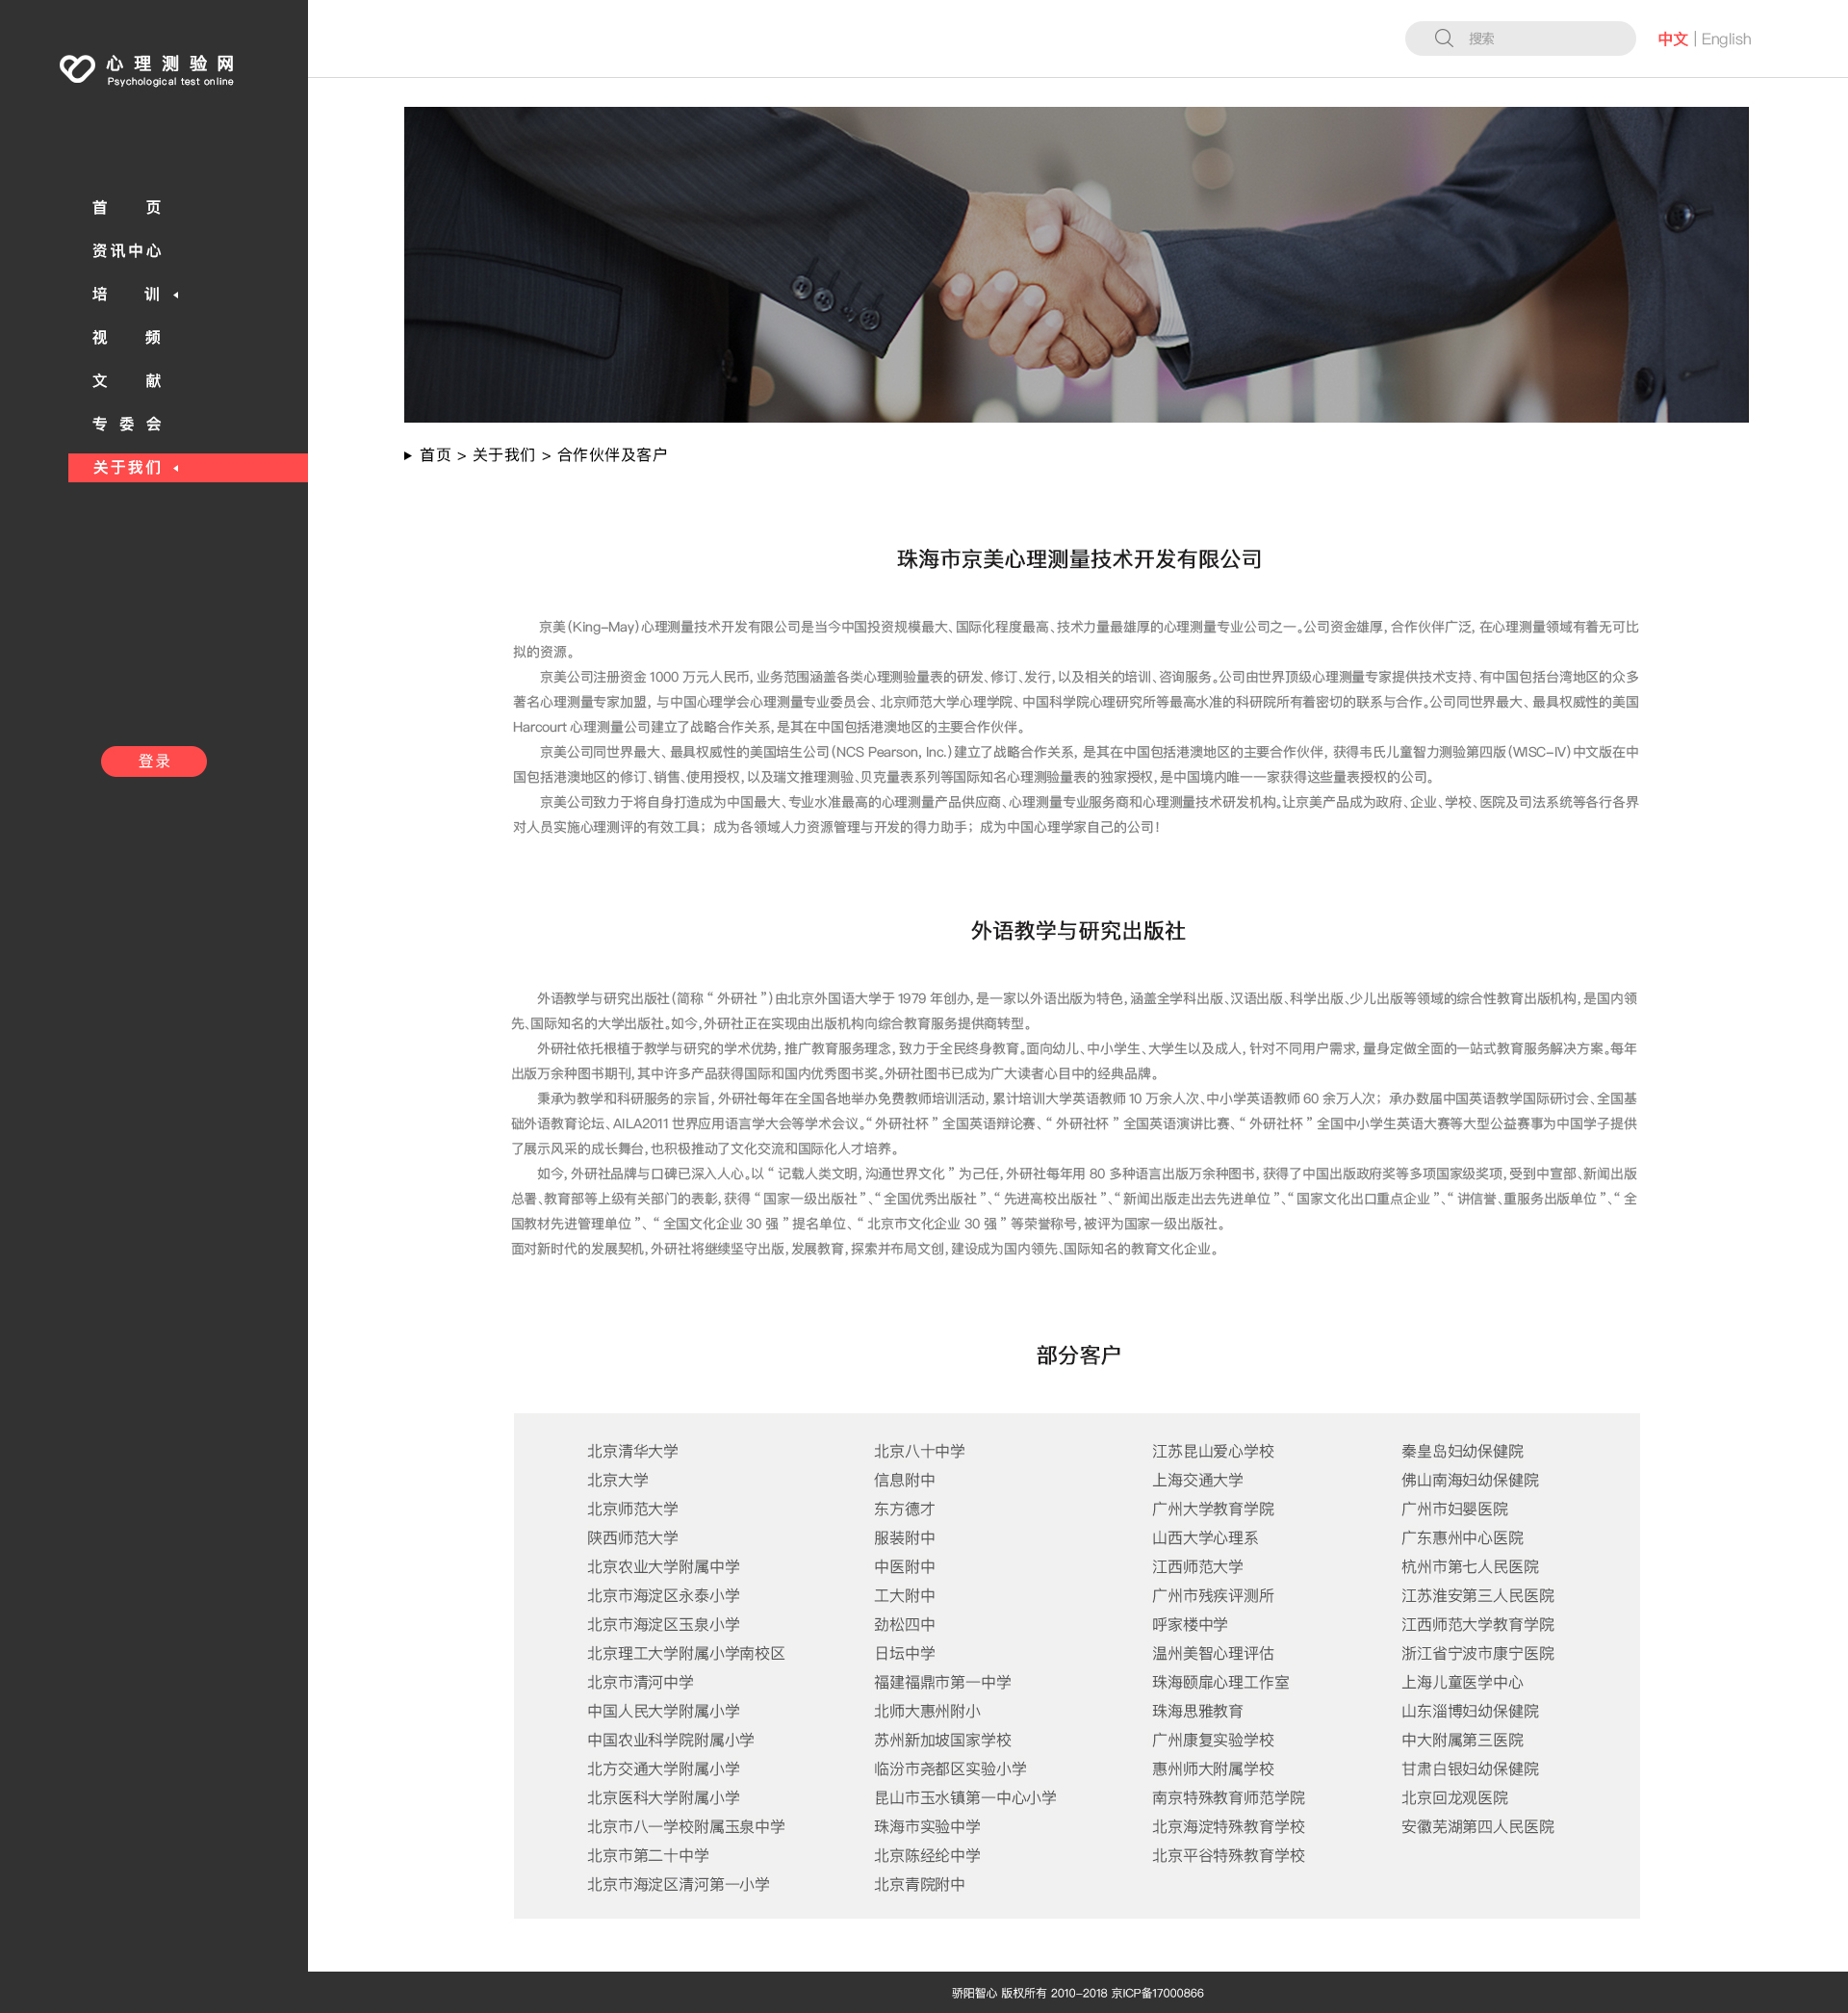 心理测验网
Psychological test online
首页
资讯中心
培训
视频
文献
专委会
关于我们
登录
搜索
中文 | English
首页 > 关于我们 > 合作伙伴及客户
珠海市京美心理测量技术开发有限公司
京美(King-May)心理测量技术开发有限公司是当今中国投资规模最大、国际化程度最高、技术力量最雄厚的心理测量专业公司之一。公司资金雄厚, 合作伙伴广泛, 在心理测量领域有着无可比
拟的资源。
京美公司注册资金 1000 万元人民币, 业务范围涵盖各类心理测验量表的研发、修订、发行, 以及相关的培训、咨询服务。公司由世界顶级心理测量专家提供技术支持、有中国包括台湾地区的众多
著名心理测量专家加盟, 与中国心理学会心理测量专业委员会、北京师范大学心理学院、中国科学院心理研究所等最高水准的科研院所有着密切的联系与合作。公司同世界最大、最具权威性的美国
Harcourt 心理测量公司建立了战略合作关系, 是其在中国包括港澳地区的主要合作伙伴。
京美公司同世界最大、最具权威性的美国培生公司(NCS Pearson, Inc.)建立了战略合作关系, 是其在中国包括港澳地区的主要合作伙伴, 获得韦氏儿童智力测验第四版(WISC-IV)中文版在中
国包括港澳地区的修订、销售、使用授权, 以及瑞文推理测验、贝克量表系列等国际知名心理测验量表的独家授权, 是中国境内唯一一家获得这些量表授权的公司。
京美公司致力于将自身打造成为中国最大、专业水准最高的心理测量产品供应商、心理测量专业服务商和心理测量技术研发机构。让京美产品成为政府、企业、学校、医院及司法系统等各行各界
对人员实施心理测评的有效工具; 成为各领域人力资源管理与开发的得力助手; 成为中国心理学家自己的公司!
外语教学与研究出版社
外语教学与研究出版社(简称“外研社”)由北京外国语大学于 1979 年创办, 是一家以外语出版为特色, 涵盖全学科出版、汉语出版、科学出版、少儿出版等领域的综合性教育出版机构, 是国内领
先、国际知名的大学出版社。如今, 外研社正在实现由出版机构向综合教育服务提供商转型。
外研社依托根植于教学与研究的学术优势, 推广教育服务理念, 致力于全民终身教育。面向幼儿、中小学生、大学生以及成人, 针对不同用户需求, 量身定做全面的一站式教育服务解决方案。每年
出版万余种图书期刊, 其中许多产品获得国际和国内优秀图书奖。外研社图书已成为广大读者心目中的经典品牌。
秉承为教学和科研服务的宗旨, 外研社每年在全国各地举办免费教师培训活动, 累计培训大学英语教师 10 万余人次、中小学英语教师 60 余万人次; 承办数届中国英语教学国际研讨会、全国基
础外语教育论坛、AILA2011 世界应用语言学大会等学术会议。“外研社杯”全国英语辩论赛、“外研社杯”全国英语演讲比赛、“外研社杯”全国中小学生英语大赛等大型公益赛事为中国学子提供
了展示风采的成长舞台, 也积极推动了文化交流和国际化人才培养。
如今, 外研社品牌与口碑已深入人心。以“记载人类文明, 沟通世界文化”为己任, 外研社每年用 80 多种语言出版万余种图书, 获得了中国出版政府奖等多项国家级奖项, 受到中宣部、新闻出版
总署、教育部等上级有关部门的表彰, 获得“国家一级出版社”、“全国优秀出版社”、“先进高校出版社”、“新闻出版走出去先进单位”、“国家文化出口重点企业”、“讲信誉、重服务出版单位”、“全
国教材先进管理单位”、“全国文化企业 30 强”提名单位、“北京市文化企业 30 强”等荣誉称号, 被评为国家一级出版社。
面对新时代的发展契机, 外研社将继续坚守出版, 发展教育, 探索并布局文创, 建设成为国内领先、国际知名的教育文化企业。
部分客户
北京清华大学
北京大学
北京师范大学
陕西师范大学
北京农业大学附属中学
北京市海淀区永泰小学
北京市海淀区玉泉小学
北京理工大学附属小学南校区
北京市清河中学
中国人民大学附属小学
中国农业科学院附属小学
北方交通大学附属小学
北京医科大学附属小学
北京市八一学校附属玉泉中学
北京市第二十中学
北京市海淀区清河第一小学
北京八十中学
信息附中
东方德才
服装附中
中医附中
工大附中
劲松四中
日坛中学
福建福鼎市第一中学
北师大惠州附小
苏州新加坡国家学校
临汾市尧都区实验小学
昆山市玉水镇第一中心小学
珠海市实验中学
北京陈经纶中学
北京青院附中
江苏昆山爱心学校
上海交通大学
广州大学教育学院
山西大学心理系
江西师范大学
广州市残疾评测所
呼家楼中学
温州美智心理评估
珠海颐扉心理工作室
珠海思雅教育
广州康复实验学校
惠州师大附属学校
南京特殊教育师范学院
北京海淀特殊教育学校
北京平谷特殊教育学校
秦皇岛妇幼保健院
佛山南海妇幼保健院
广州市妇婴医院
广东惠州中心医院
杭州市第七人民医院
江苏淮安第三人民医院
江西师范大学教育学院
浙江省宁波市康宁医院
上海儿童医学中心
山东淄博妇幼保健院
中大附属第三医院
甘肃白银妇幼保健院
北京回龙观医院
安徽芜湖第四人民医院
骄阳智心 版权所有 2010-2018 京ICP备17000866